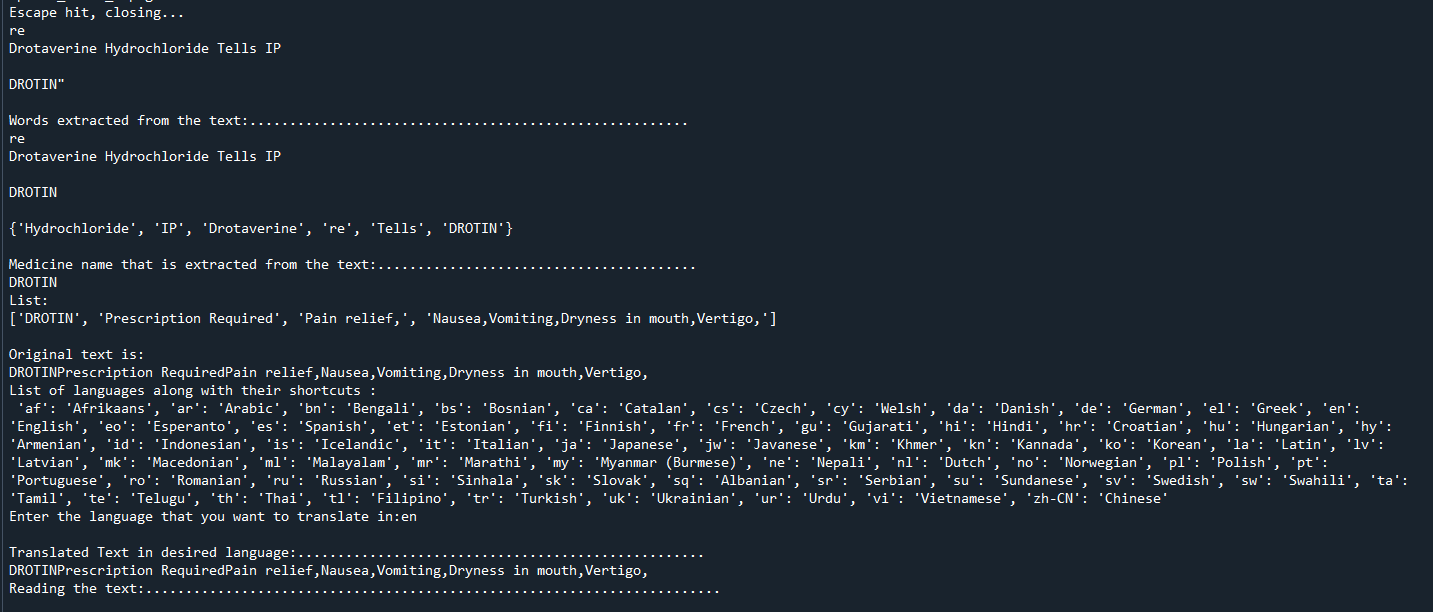 Escape hit, closing...
re
Drotaverine Hydrochloride Tells IP
DROTIN"
Words extracted from the text:.......................................................
re
Drotaverine Hydrochloride Tells IP
DROTIN
{'Hydrochloride', 'IP', 'Drotaverine', 're', 'Tells', 'DROTIN'}
Medicine name that is extracted from the text:........................................
DROTIN
List:
['DROTIN', 'Prescription Required', 'Pain relief,', 'Nausea,Vomiting,Dryness in mouth,Vertigo,']
Original text is:
DROTINPrescription RequiredPain relief,Nausea,Vomiting,Dryness in mouth,Vertigo,
List of languages along with their shortcuts :
'af': 'Afrikaans', 'ar': 'Arabic', 'bn': 'Bengali', 'bs': 'Bosnian', 'ca': 'Catalan', 'cs': 'Czech', 'cy': 'Welsh', 'da': 'Danish', 'de': 'German', 'el': 'Greek', 'en':
'English', 'eo': 'Esperanto', 'es': 'Spanish', 'et': 'Estonian', 'fi': 'Finnish', 'fr': 'French', 'gu': 'Gujarati', 'hi': 'Hindi', 'hr': 'Croatian', 'hu': 'Hungarian', 'hy':
'Armenian', 'id': 'Indonesian', 'is': 'Icelandic', 'it': 'Italian', 'ja': 'Japanese', 'jw': 'Javanese', 'km': 'Khmer', 'kn': 'Kannada', 'ko': 'Korean', 'la': 'Latin', 'lv':
'Latvian', 'mk': 'Macedonian', 'ml': 'Malayalam', 'mr': 'Marathi', 'my': 'Myanmar (Burmese)', 'ne': 'Nepali', 'nl': 'Dutch', 'no': 'Norwegian', 'pl': 'Polish', 'pt':
'Portuguese', 'ro': 'Romanian', 'ru': 'Russian', 'si': 'Sinhala', 'sk': 'Slovak', 'sq': 'Albanian', 'sr': 'Serbian', 'su': 'Sundanese', 'sv': 'Swedish', 'sw': 'Swahili', 'ta':
'Tamil', 'te': 'Telugu', 'th': 'Thai', 'tl': 'Filipino', 'tr': 'Turkish', 'uk': 'Ukrainian', 'ur': 'Urdu', 'vi': 'Vietnamese', 'zh-CN': 'Chinese'
Enter the language that you want to translate in:en
Translated Text in desired language:...................................................
DROTINPrescription RequiredPain relief,Nausea,Vomiting,Dryness in mouth,Vertigo,
Reading the text:........................................................................